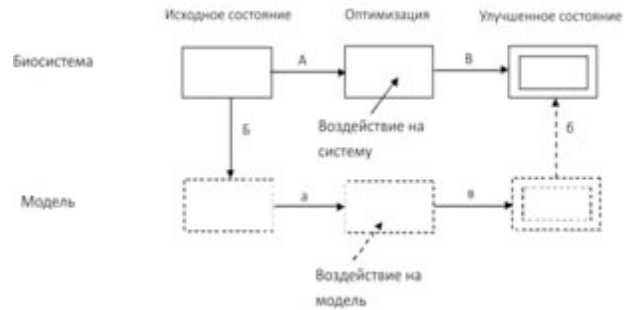 Исходное состояние
Оптимизация
Улучшенное состояние
Биосистема
А
В
Б
Воздействие на
систему
б
Модель
а
в
Воздействие на
модель